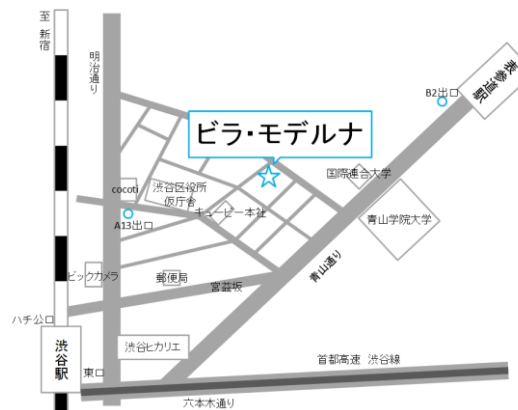 至 新宿
明治通り
表参道駅
B2出口
ビラ・モデルナ
国際連合大学
cocoti
渋谷区役所
仮庁舎
キューピー本社
A13出口
青山学院大学
青山通り
ビックカメラ
郵便局
宮益坂
ハチ公口
渋谷ヒカリエ
渋谷駅
東口
首都高速 渋谷線
六本木通り